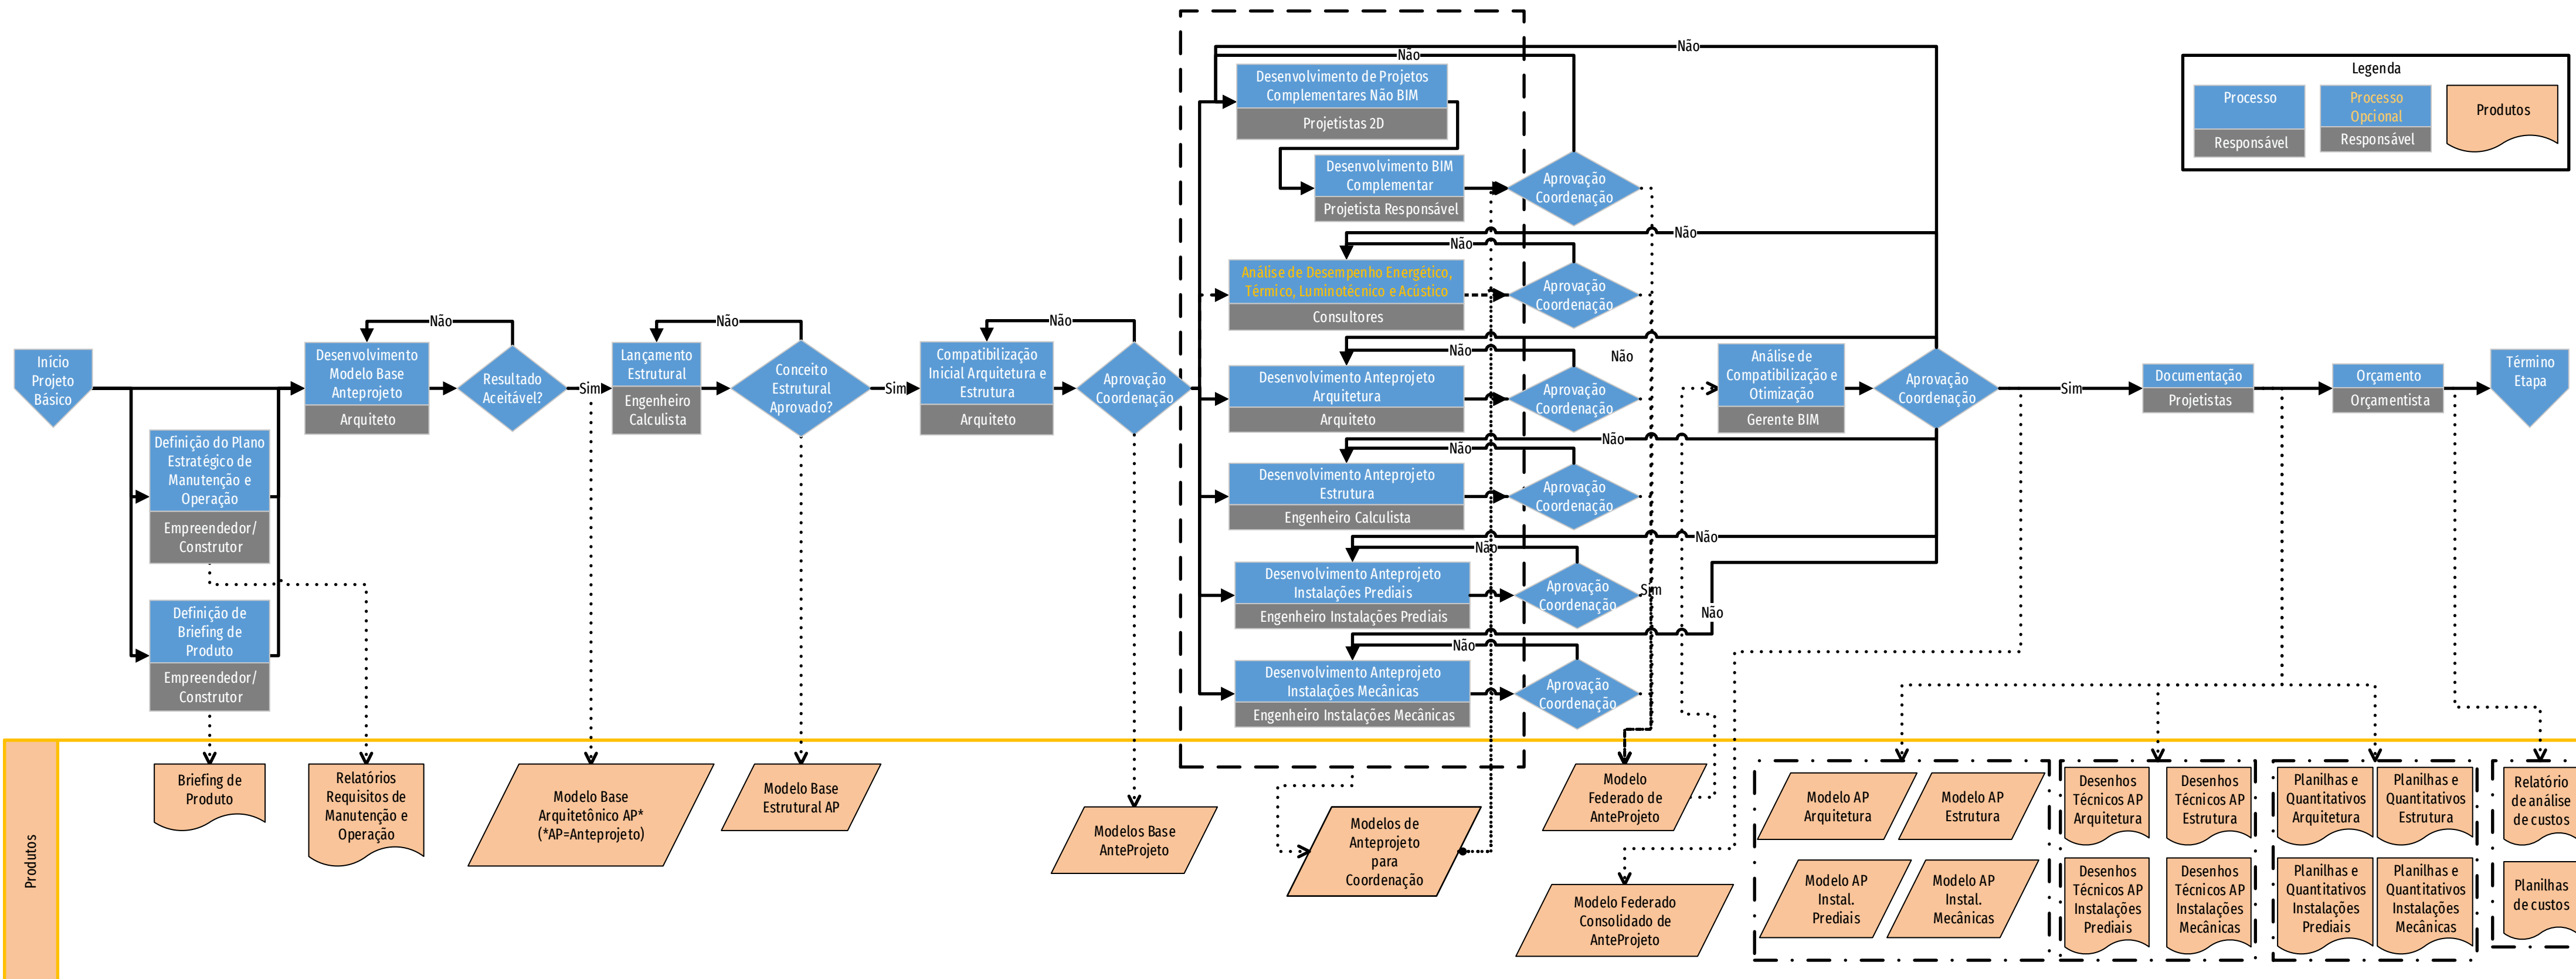 Legenda
Processo
Responsável
Processo
Opcional
Responsável
Produtos
Início
Projeto
Básico
Definição do Plano
Estratégico de
Manutenção e
Operação
Empreendedor/
Construtor
Definição de
Briefing de
Produto
Empreendedor/
Construtor
Desenvolvimento
Modelo Base
Anteprojeto
Arquiteto
Não
Resultado
Aceitável?
Sim
Lançamento
Estrutural
Engenheiro
Calculista
Não
Conceito
Estrutural
Aprovado?
Sim
Compatibilização
Inicial Arquitetura e
Estrutura
Arquiteto
Não
Aprovação
Coordenação
Não
Não
Desenvolvimento de Projetos
Complementares Não BIM
Projetistas 2D
Desenvolvimento BIM
Complementar
Projetista Responsável
Aprovação
Coordenação
Não
Não
Análise de Desempenho Energético,
Térmico, Luminotécnico e Acústico
Consultores
Aprovação
Coordenação
Não
Não
Desenvolvimento Anteprojeto
Arquitetura
Arquiteto
Aprovação
Coordenação
Não
Não
Desenvolvimento Anteprojeto
Estrutura
Engenheiro Calculista
Aprovação
Coordenação
Não
Não
Desenvolvimento Anteprojeto
Instalações Prediais
Engenheiro Instalações Prediais
Aprovação
Coordenação
Sim
Não
Não
Desenvolvimento Anteprojeto
Instalações Mecânicas
Engenheiro Instalações Mecânicas
Aprovação
Coordenação
Análise de
Compatibilização e
Otimização
Gerente BIM
Aprovação
Coordenação
Sim
Documentação
Projetistas
Orçamento
Orçamentista
Término
Etapa
Produtos
Briefing de
Produto
Relatórios
Requisitos de
Manutenção e
Operação
Modelo Base
Arquitetônico AP*
(*AP=Anteprojeto)
Modelo Base
Estrutural AP
Modelos Base
AnteProjeto
Modelos de
Anteprojeto
para
Coordenação
Modelo
Federado de
AnteProjeto
Modelo Federado
Consolidado de
AnteProjeto
Modelo AP
Arquitetura
Modelo AP
Estrutura
Modelo AP
Instal.
Prediais
Modelo AP
Instal.
Mecânicas
Desenhos
Técnicos AP
Arquitetura
Desenhos
Técnicos AP
Estrutura
Desenhos
Técnicos AP
Instalações
Prediais
Desenhos
Técnicos AP
Instalações
Mecânicas
Planilhas e
Quantitativos
Arquitetura
Planilhas e
Quantitativos
Estrutura
Planilhas e
Quantitativos
Instalações
Prediais
Planilhas e
Quantitativos
Instalações
Mecânicas
Relatório
de análise
de custos
Planilhas
de custos